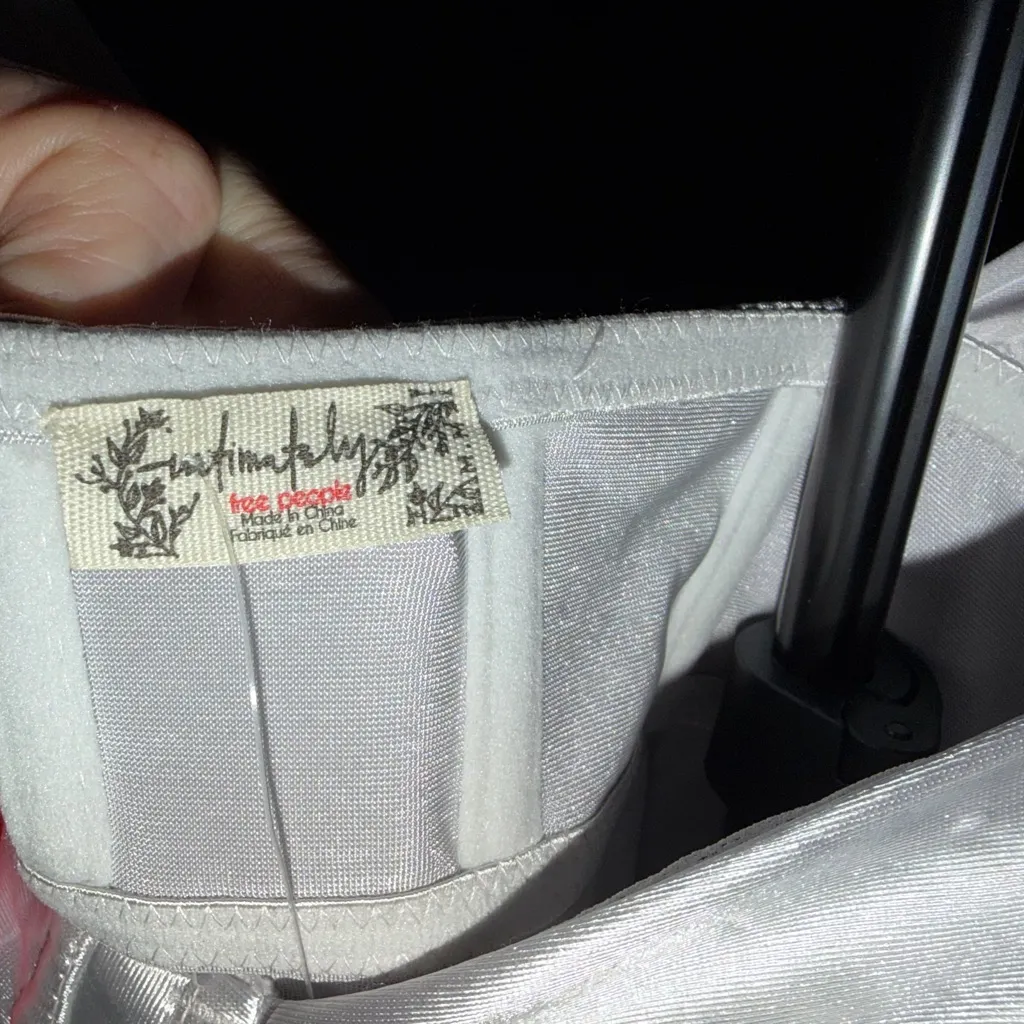 intimately
free people
Made in China
Fabriqué en Chine
M